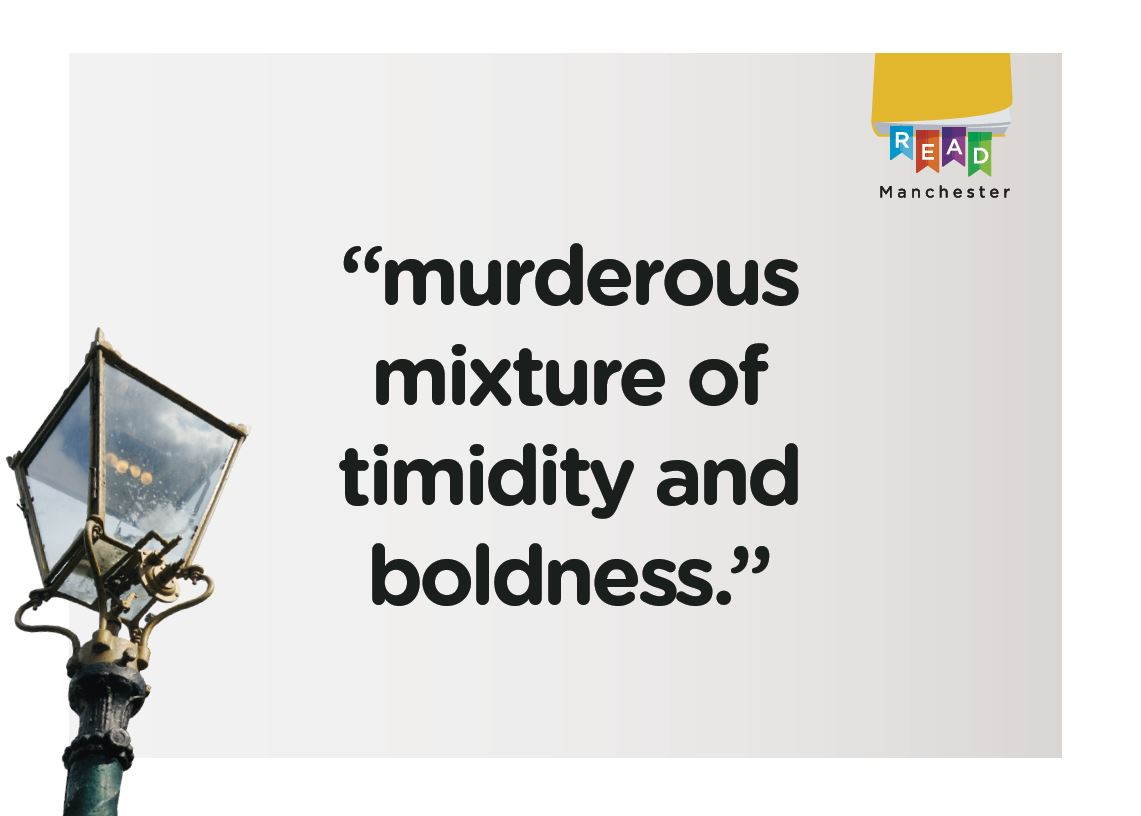 READ
Manchester
“murderous
mixture of
timidity and
boldness.”